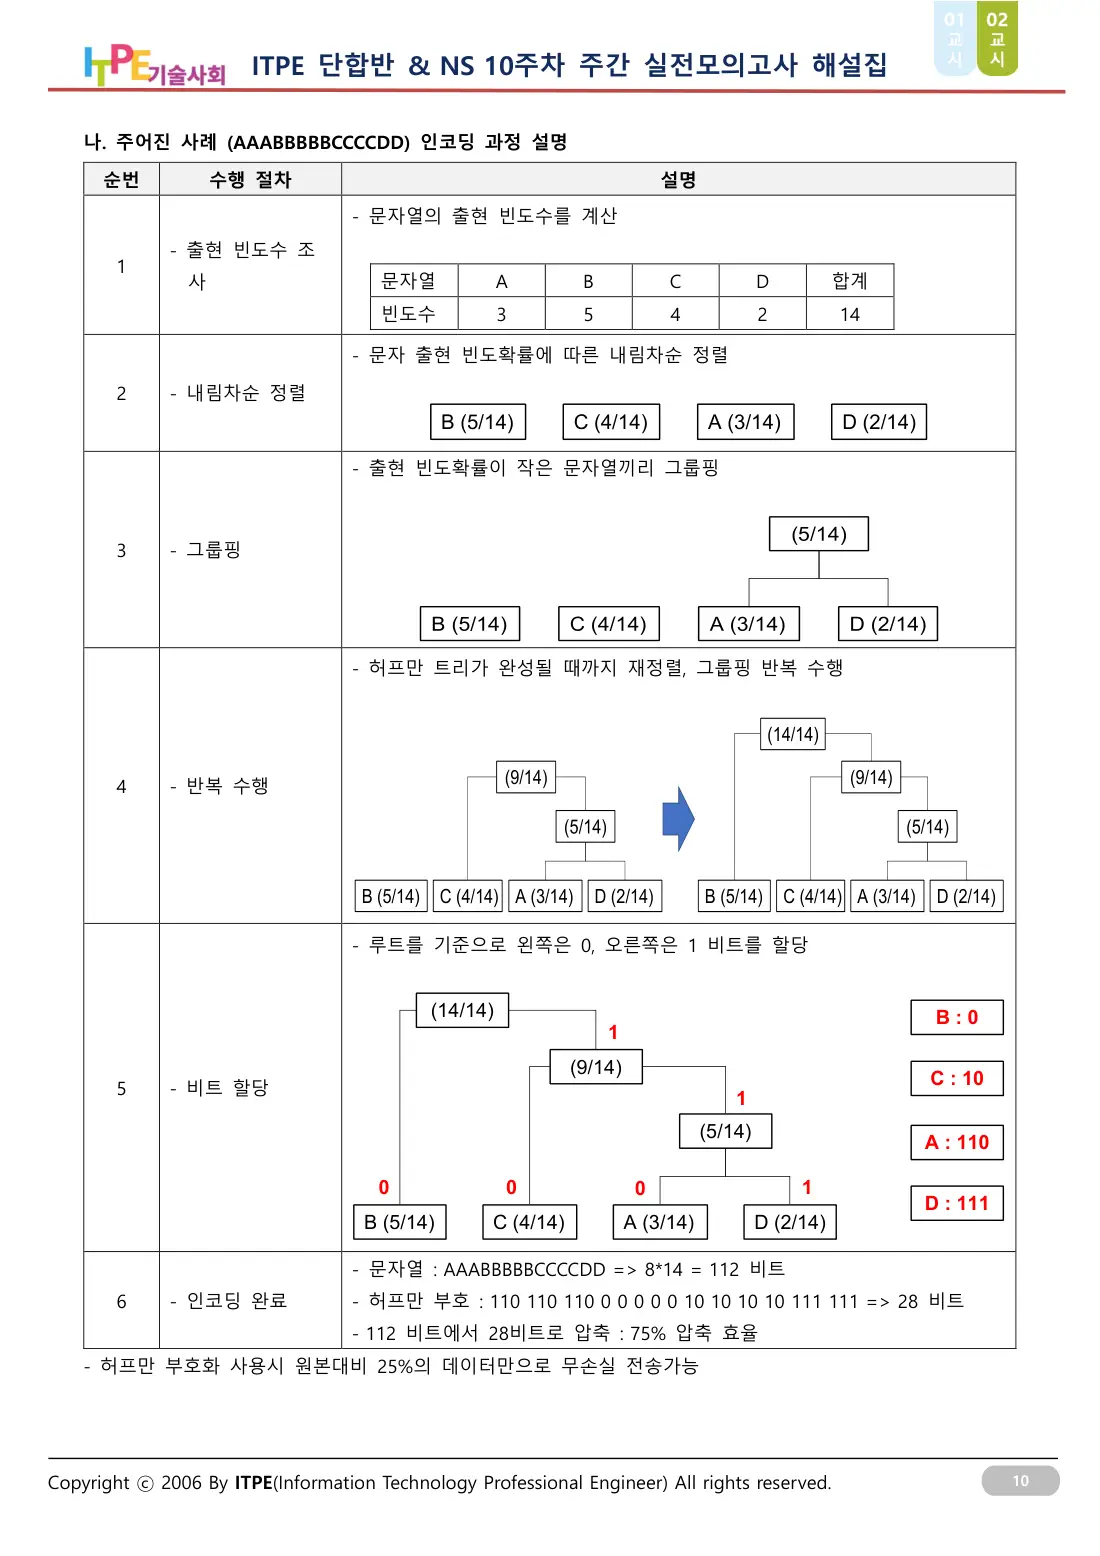 01
교
시
02
교
시
ITPE기술사회
ITPE 단합반 & NS 10주차 주간 실전모의고사 해설집
나. 주어진 사례 (AAABBBBBCCCCDD) 인코딩 과정 설명
순번 수행 절차 설명
1
- 출현 빈도수 조
사
- 문자열의 출현 빈도수를 계산
문자열 A B C D 합계
빈도수 3 5 4 2 14
2
- 내림차순 정렬
- 문자 출현 빈도확률에 따른 내림차순 정렬
B (5/14) C (4/14) A (3/14) D (2/14)
3
- 그룹핑
- 출현 빈도확률이 작은 문자열끼리 그룹핑
(5/14)
B (5/14) C (4/14) A (3/14) D (2/14)
4
- 반복 수행
- 허프만 트리가 완성될 때까지 재정렬, 그룹핑 반복 수행
(9/14)
(5/14)
B (5/14) C (4/14) A (3/14) D (2/14)
(14/14)
(9/14)
(5/14)
B (5/14) C (4/14) A (3/14) D (2/14)
5
- 비트 할당
- 루트를 기준으로 왼쪽은 0, 오른쪽은 1 비트를 할당
(14/14)
1
(9/14)
1
(5/14)
0 0 0 1
B (5/14) C (4/14) A (3/14) D (2/14)
B : 0
C : 10
A : 110
D : 111
6
- 인코딩 완료
- 문자열 : AAABBBBBCCCCDD => 8*14 = 112 비트
- 허프만 부호 : 110 110 110 0 0 0 0 0 10 10 10 10 111 111 => 28 비트
- 112 비트에서 28비트로 압축 : 75% 압축 효율
- 허프만 부호화 사용시 원본대비 25%의 데이터만으로 무손실 전송가능
Copyright ⓒ 2006 By ITPE(Information Technology Professional Engineer) All rights reserved.
10